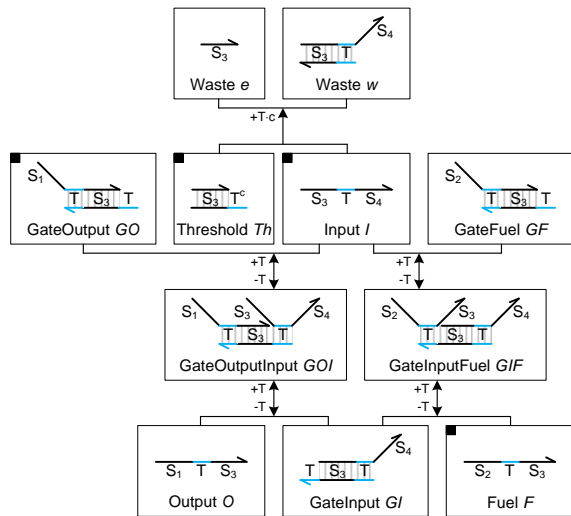 S3
Waste e
S4
S3 T
Waste w
+T·c
S1
T S3 T
GateOutput GO
S3 Tc
Threshold Th
S3 T S4
Input I
S2
T S3 T
GateFuel GF
+T
-T
+T
-T
S1 S3 S4
T S3 T
GateOutputInput GOI
S2 S3 S4
T S3 T
GateInputFuel GIF
+T
-T
+T
-T
S1 T S3
Output O
S4
T S3 T
GateInput GI
S2 T S3
Fuel F